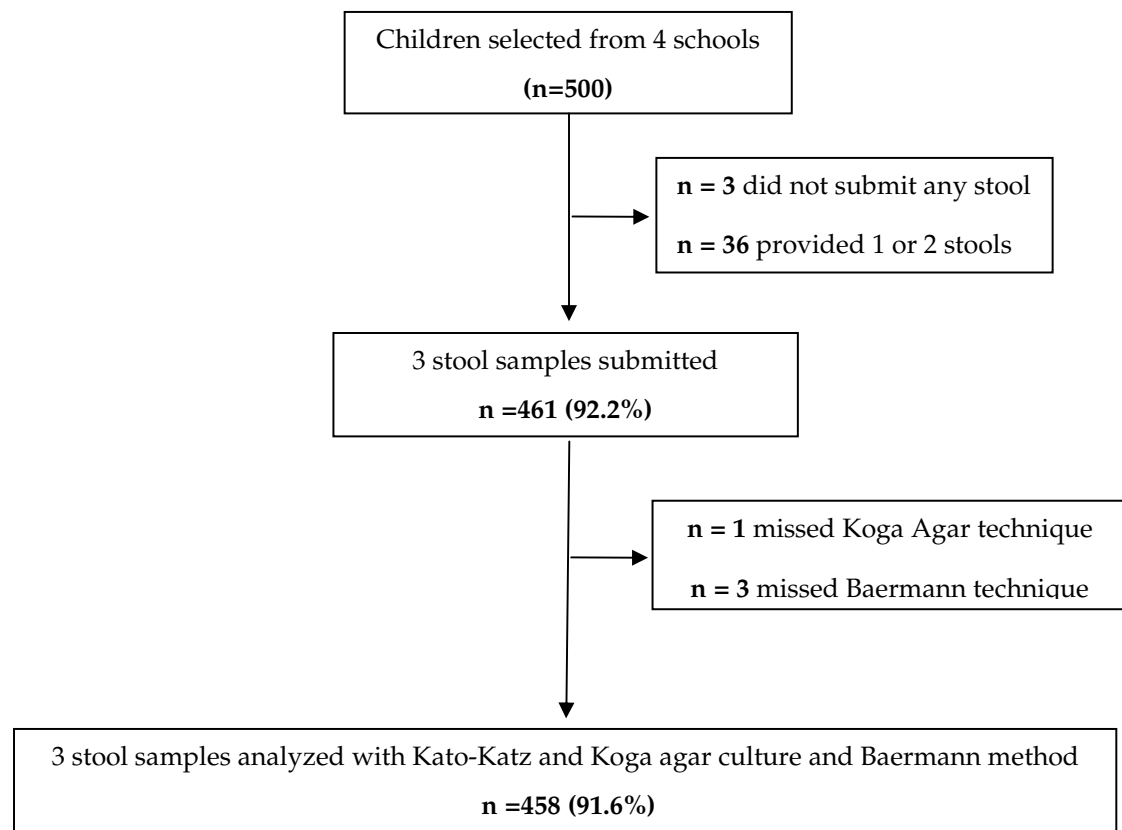 Children selected from 4 schools
(n=500)
n = 3 did not submit any stool
n = 36 provided 1 or 2 stools
3 stool samples submitted
n =461 (92.2%)
n = 1 missed Koga Agar technique
n = 3 missed Baermann technique
3 stool samples analyzed with Kato-Katz and Koga agar culture and Baermann method
n =458 (91.6%)